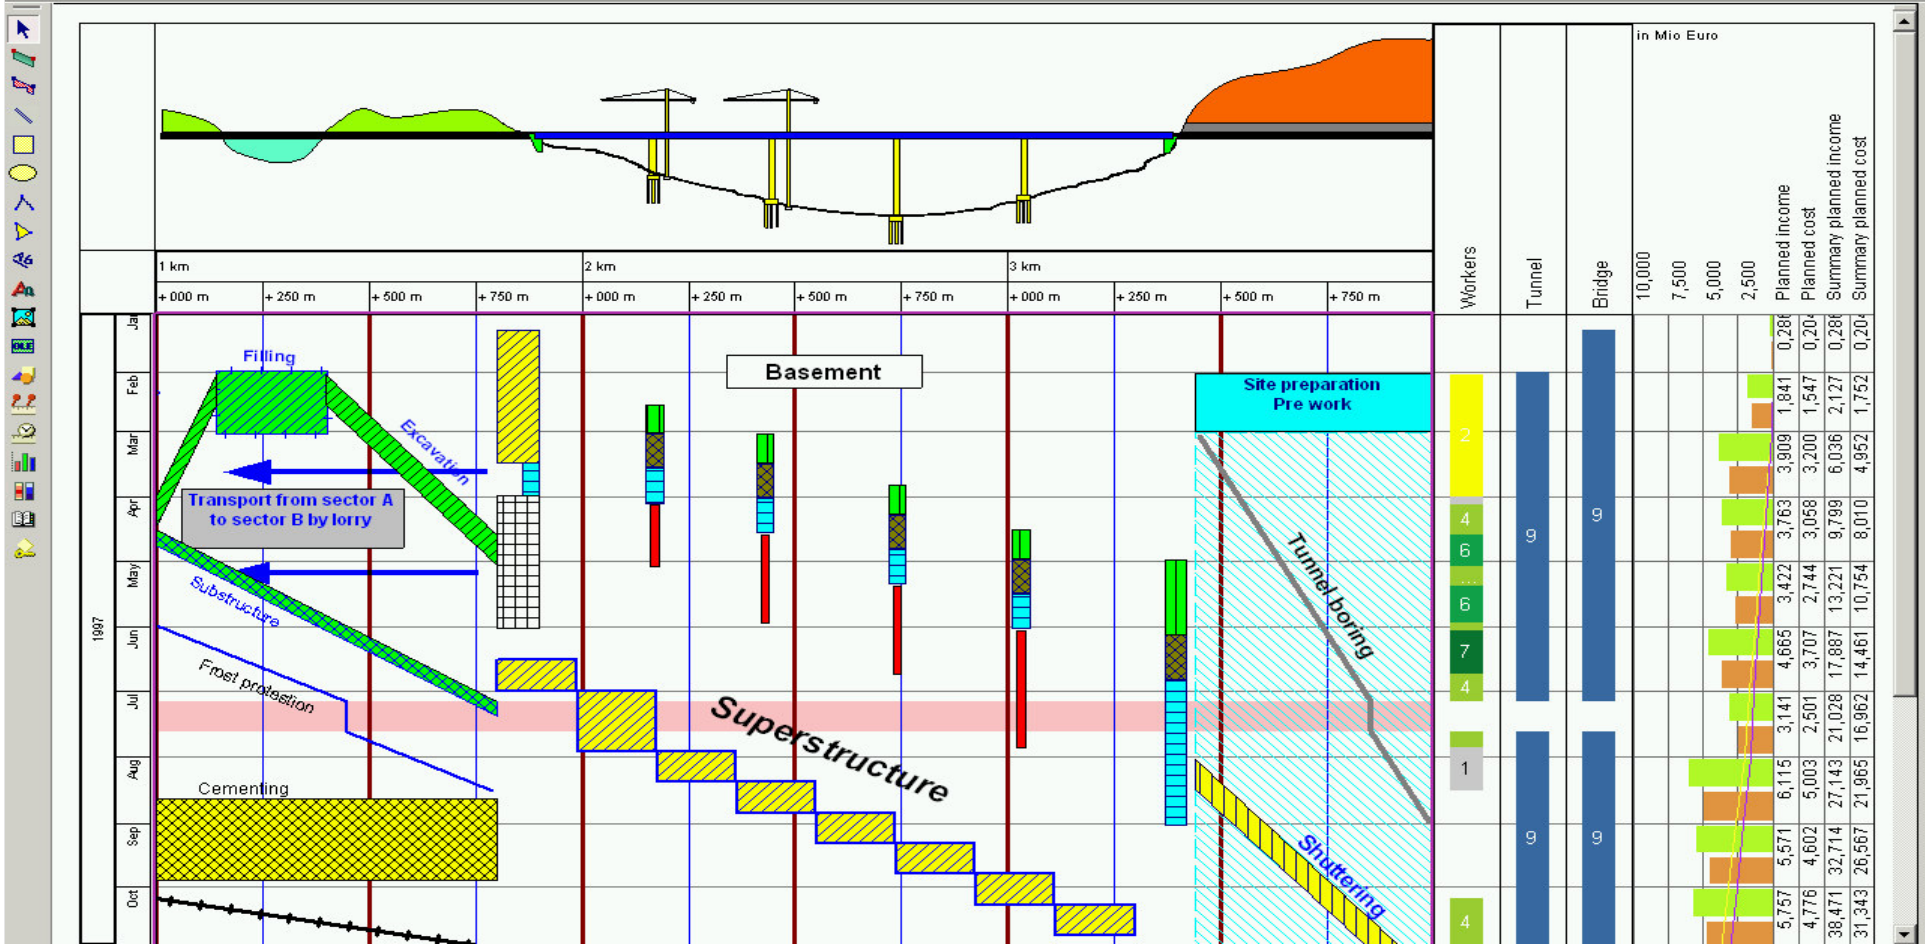 in Mio Euro
Workers
Tunnel
Bridge
10,000
7,500
5,000
2,500
Planned income
Planned cost
Summary planned income
Summary planned cost
1 km
2 km
3 km
+ 000 m
+ 250 m
+ 500 m
+ 750 m
+ 000 m
+ 250 m
+ 500 m
+ 750 m
+ 000 m
+ 250 m
+ 500 m
+ 750 m
1997
Feb
Mar
Apr
May
Jun
Jul
Aug
Sep
Oct
Filling
Excavation
Transport from sector A
to sector B by lorry
Substructure
Frost protestion
Cementing
Basement
Superstructure
Site preparation
Pre work
Tunnel boring
Shuttering
2
4
6
...
6
7
4
1
4
9
9
9
9
1,841 1,547 2,127 1,752
3,909 3,200 6,036 4,952
3,763 3,058 9,799 8,010
3,422 2,744 13,221 10,754
4,665 3,707 17,887 14,461
3,141 2,501 21,028 16,962
6,115 5,003 27,143 21,965
5,571 4,602 32,714 26,567
5,757 4,776 38,471 31,343
OLE